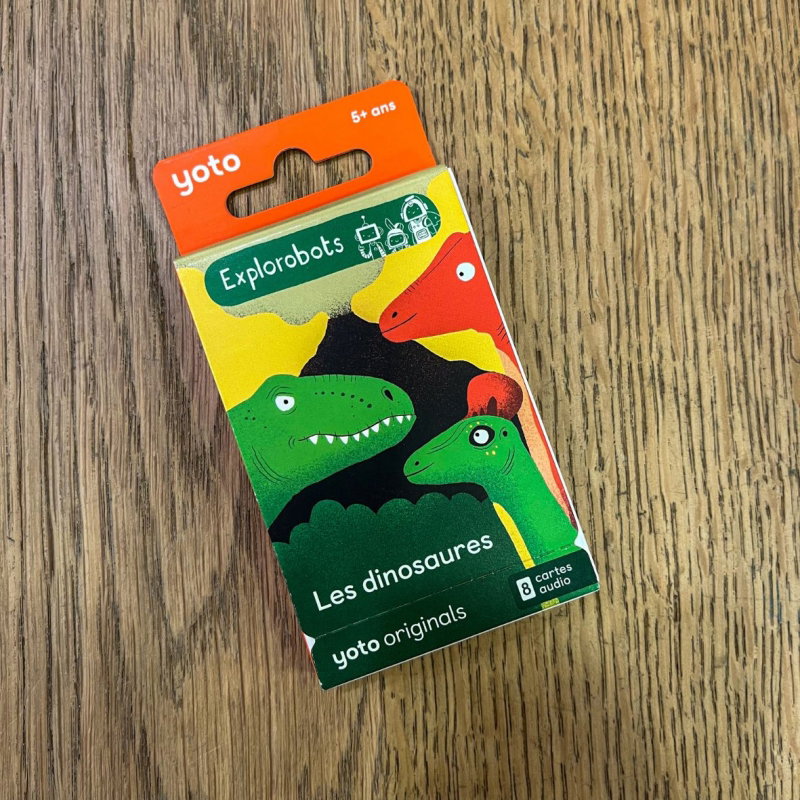 yoto
5+ ans
Explorobots
Les dinosaures
8 cartes
audio
yoto originals